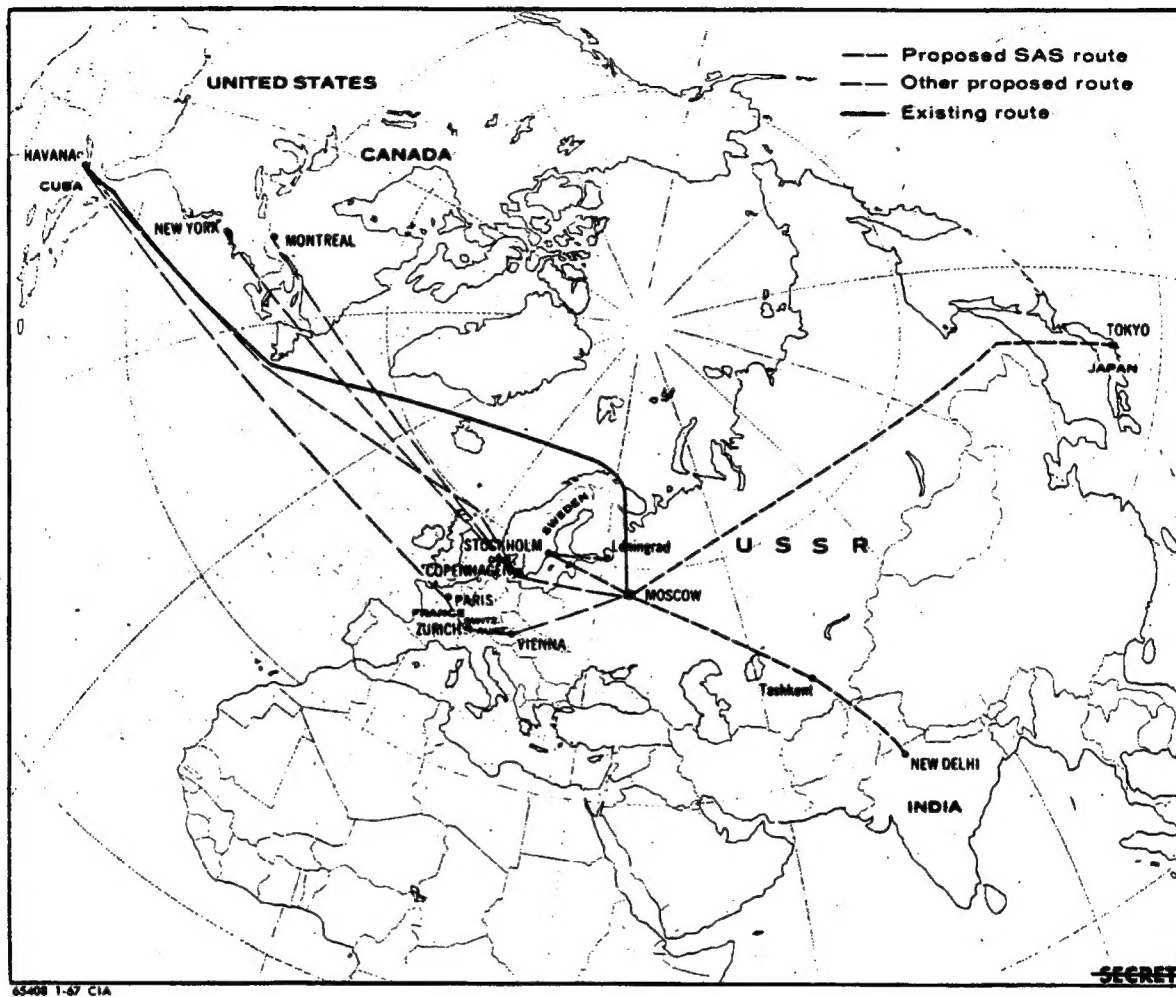 Proposed SAS route
Other proposed route
Existing route
UNITED STATES
CANADA
HAVANA
CUBA
NEW YORK
MONTREAL
TOKYO
JAPAN
SWEDEN
STOCKHOLM
Leningrad
U S S R
COPENHAGEN
MOSCOW
PARIS
FRANCE
ZURICH
VIENNA
Tashkent
NEW DELHI
INDIA
SECRET
65408 1-67 CIA